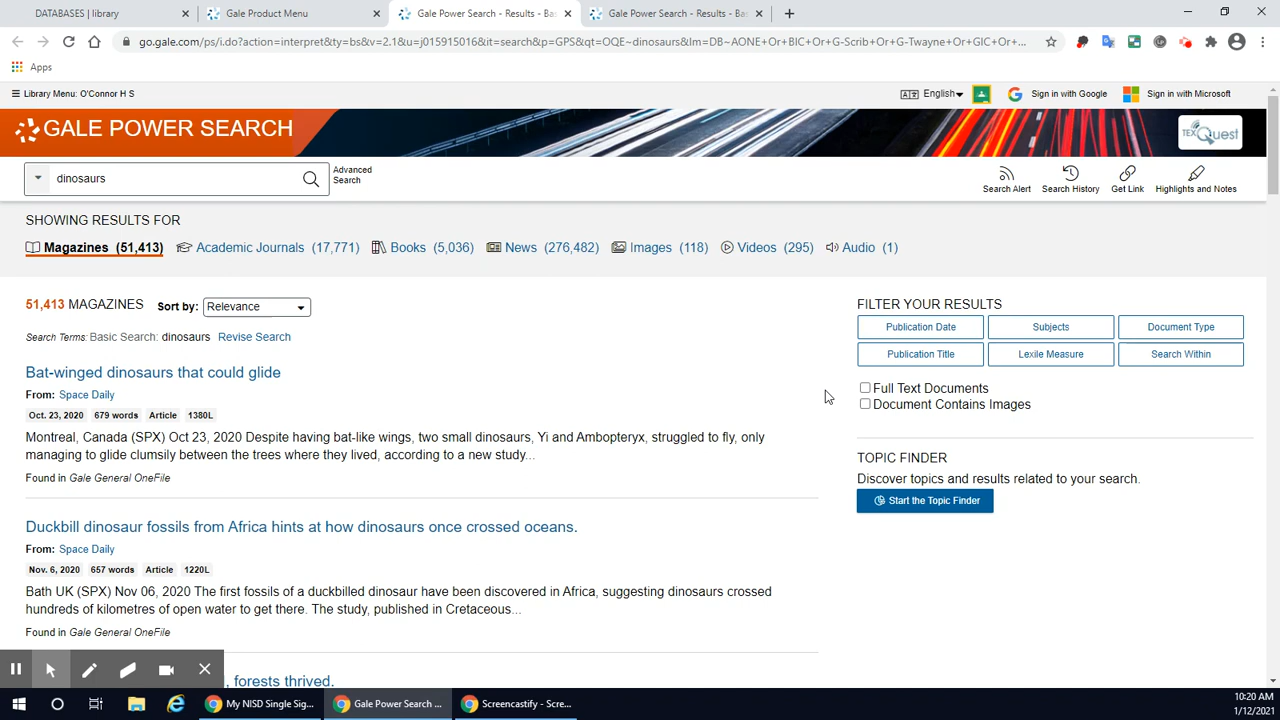 DATABASES | library
Gale Product Menu
Gale Power Search - Results - Bas
Gale Power Search - Results - Bas
go.gale.com/ps/i.do?action=interpret&ty=bs&v=2.1&u=j015915016&it=search&p=GPS&qt=OQE~dinosaurs&lm=DB~AONE+Or+BIC+Or+G-Scrib+Or+G-Twayne+Or+GIC+Or+...
Apps
Library Menu: O'Connor H S
English
Sign in with Google
Sign in with Microsoft
GALE POWER SEARCH
TexQuest
dinosaurs
Advanced Search
Search Alert
Search History
Get Link
Highlights and Notes
SHOWING RESULTS FOR
Magazines (51,413)
Academic Journals (17,771)
Books (5,036)
News (276,482)
Images (118)
Videos (295)
Audio (1)
51,413 MAGAZINES
Sort by:
Relevance
Search Terms: Basic Search: dinosaurs Revise Search
Bat-winged dinosaurs that could glide
From: Space Daily
Oct. 23, 2020 679 words Article 1380L
Montreal, Canada (SPX) Oct 23, 2020 Despite having bat-like wings, two small dinosaurs, Yi and Ambopteryx, struggled to fly, only
managing to glide clumsily between the trees where they lived, according to a new study...
Found in Gale General OneFile
Duckbill dinosaur fossils from Africa hints at how dinosaurs once crossed oceans.
From: Space Daily
Nov. 6, 2020 657 words Article 1220L
Bath UK (SPX) Nov 06, 2020 The first fossils of a duckbilled dinosaur have been discovered in Africa, suggesting dinosaurs crossed
hundreds of kilometres of open water to get there. The study, published in Cretaceous...
Found in Gale General OneFile
, forests thrived.
FILTER YOUR RESULTS
Publication Date
Subjects
Document Type
Publication Title
Lexile Measure
Search Within
Full Text Documents
Document Contains Images
TOPIC FINDER
Discover topics and results related to your search.
Start the Topic Finder
My NISD Single Sig...
Gale Power Search ...
Screencastify - Scre...
10:20 AM
1/12/2021